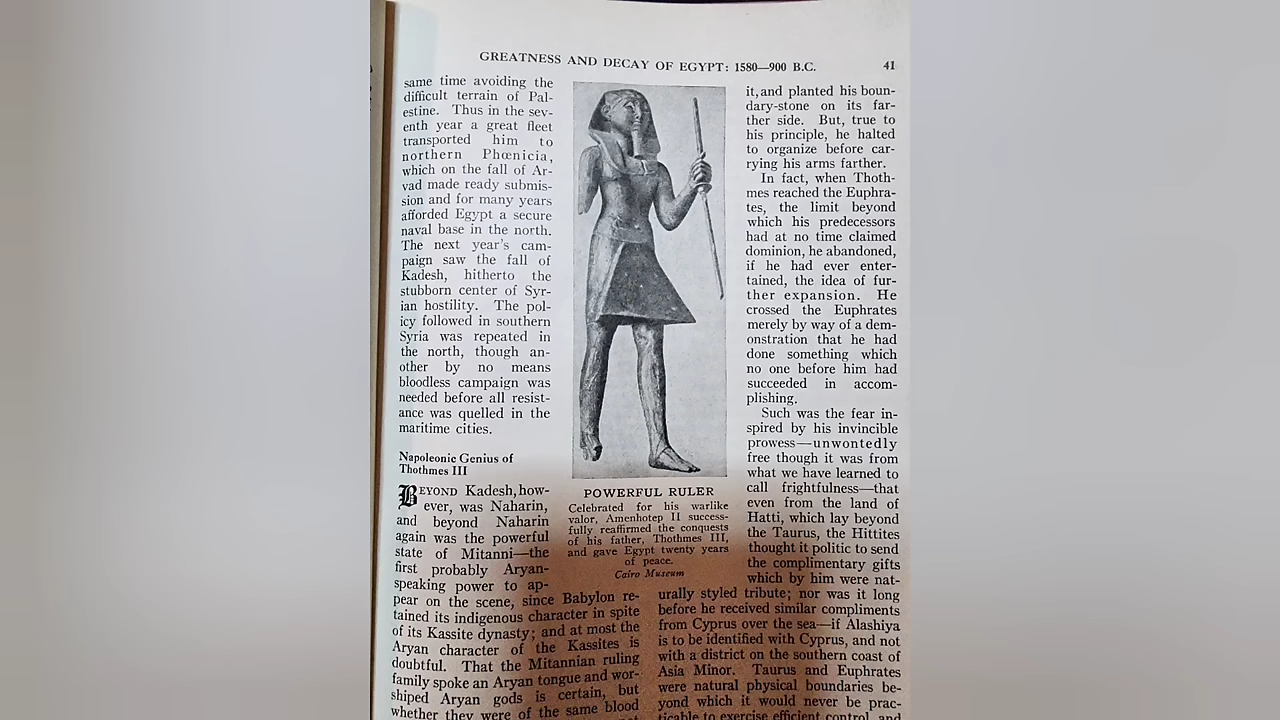 GREATNESS AND DECAY OF EGYPT: 1580—900 B.C. 41
same time avoiding the
difficult terrain of Pal-
estine. Thus in the sev-
enth year a great fleet
transported him to
northern Phœnicia,
which on the fall of Ar-
vad made ready submis-
sion and for many years
afforded Egypt a secure
naval base in the north.
The next year's cam-
paign saw the fall of
Kadesh, hitherto the
stubborn center of Syr-
ian hostility. The pol-
icy followed in southern
Syria was repeated in
the north, though an-
other by no means
bloodless campaign was
needed before all resist-
ance was quelled in the
maritime cities.
Napoleonic Genius of
Thothmes III
BEYOND Kadesh, how-
ever, was Naharin,
and beyond Naharin
again was the powerful
state of Mitanni—the
first probably Aryan-
speaking power to ap-
pear on the scene, since Babylon re-
tained its indigenous character in spite
of its Kassite dynasty; and at most the
Aryan character of the Kassites is
doubtful. That the Mitannian ruling
family spoke an Aryan tongue and wor-
shiped Aryan gods is certain, but
whether they were of the same blood
POWERFUL RULER
Celebrated for his warlike
valor, Amenhotep II success-
fully reaffirmed the conquests
of his father, Thothmes III,
and gave Egypt twenty years
of peace.
Cairo Museum
it, and planted his boun-
dary-stone on its far-
ther side. But, true to
his principle, he halted
to organize before car-
rying his arms farther.
In fact, when Thoth-
mes reached the Euphra-
tes, the limit beyond
which his predecessors
had at no time claimed
dominion, he abandoned,
if he had ever enter-
tained, the idea of fur-
ther expansion. He
crossed the Euphrates
merely by way of a dem-
onstration that he had
done something which
no one before him had
succeeded in accom-
plishing.
Such was the fear in-
spired by his invincible
prowess—unwontedly
free though it was from
what we have learned to
call frightfulness—that
even from the land of
Hatti, which lay beyond
the Taurus, the Hittites
thought it politic to send
the complimentary gifts
which by him were nat-
urally styled tribute; nor was it long
before he received similar compliments
from Cyprus over the sea—if Alashiya
is to be identified with Cyprus, and not
with a district on the southern coast of
Asia Minor. Taurus and Euphrates
were natural physical boundaries be-
yond which it would never be prac-
ticable to exercise efficient control, and